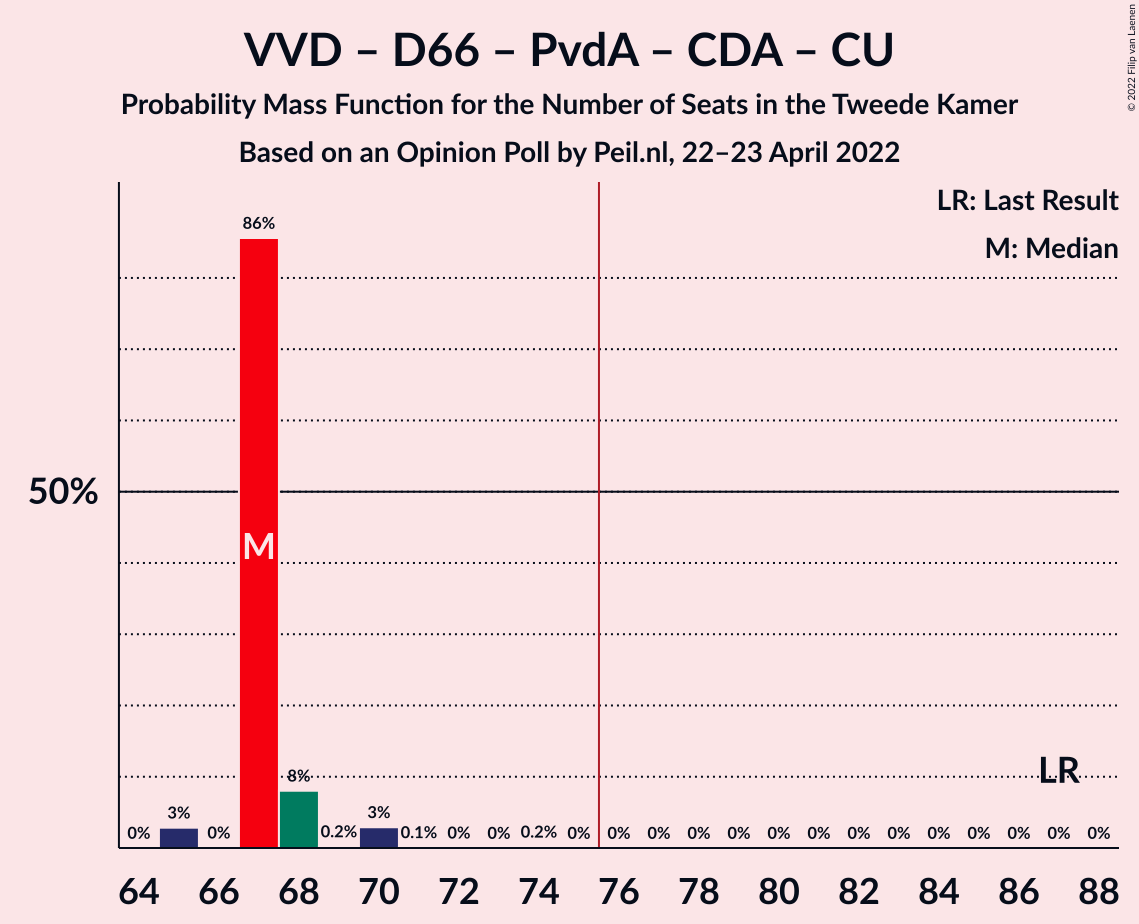 VVD – D66 – PvdA – CDA – CU
Probability Mass Function for the Number of Seats in the Tweede Kamer
Based on an Opinion Poll by Peil.nl, 22–23 April 2022
© 2022 Filip van Laenen
LR: Last Result
M: Median
86%
50%
M
LR
8%
3% 3%
0% 0% 0.2% 0.1% 0% 0% 0.2% 0% 0% 0% 0% 0% 0% 0% 0% 0% 0% 0% 0% 0% 0%
64 66 68 70 72 74 76 78 80 82 84 86 88